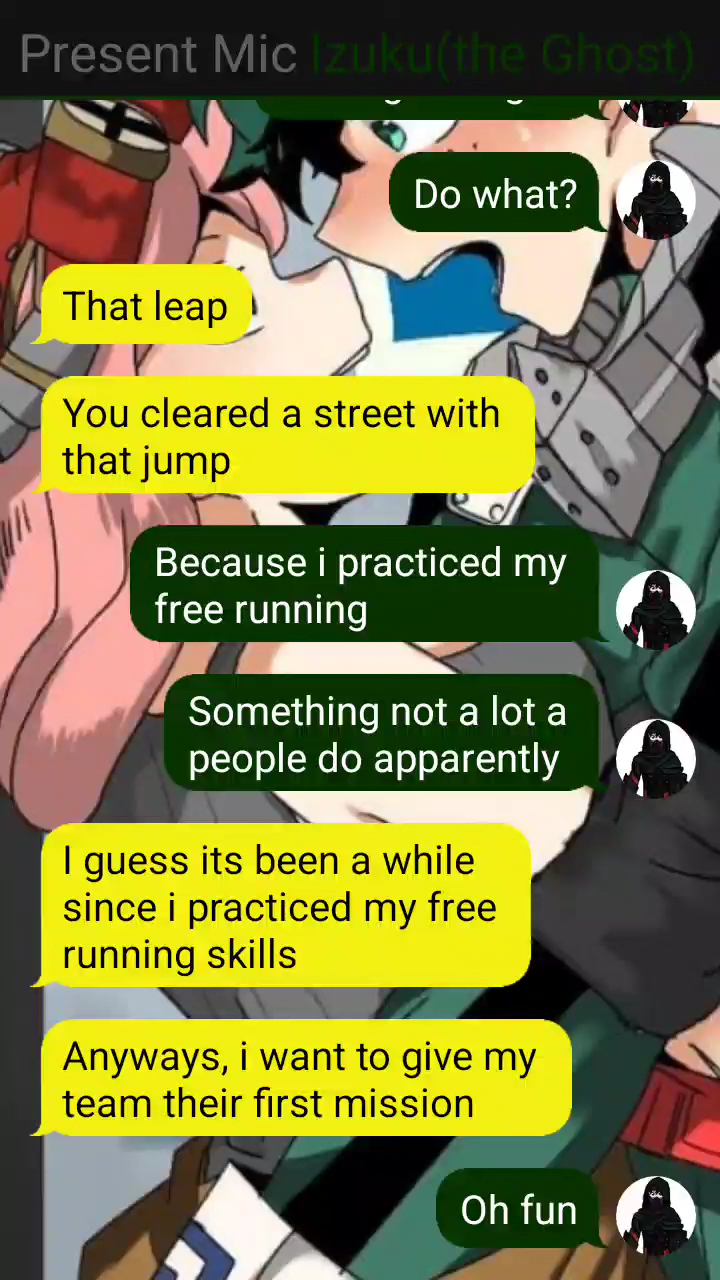 Present Mic Izuku(the Ghost)
Do what?
That leap
You cleared a street with
that jump
Because i practiced my
free running
Something not a lot a
people do apparently
I guess its been a while
since i practiced my free
running skills
Anyways, i want to give my
team their first mission
Oh fun